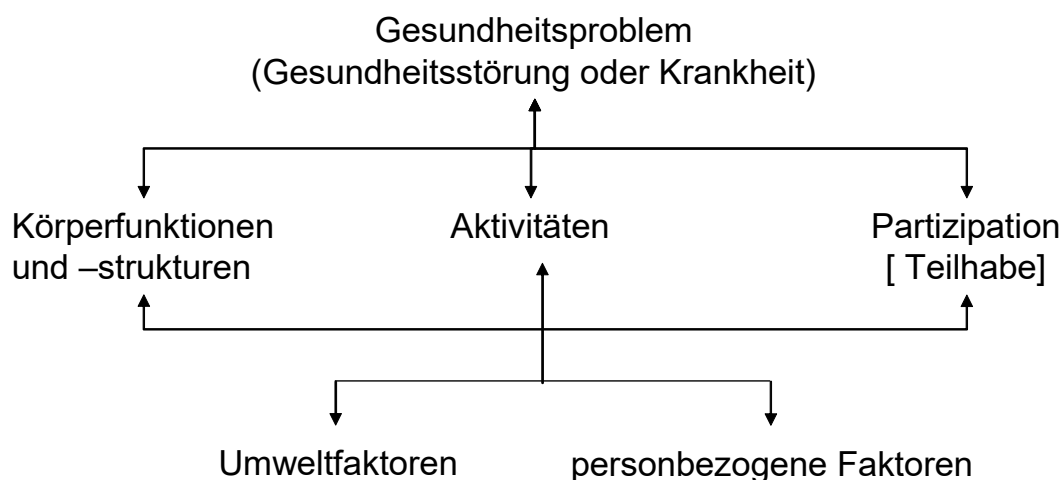 Gesundheitsproblem
(Gesundheitsstörung oder Krankheit)
Körperfunktionen
und –strukturen
Aktivitäten
Partizipation
[ Teilhabe]
Umweltfaktoren
personbezogene Faktoren